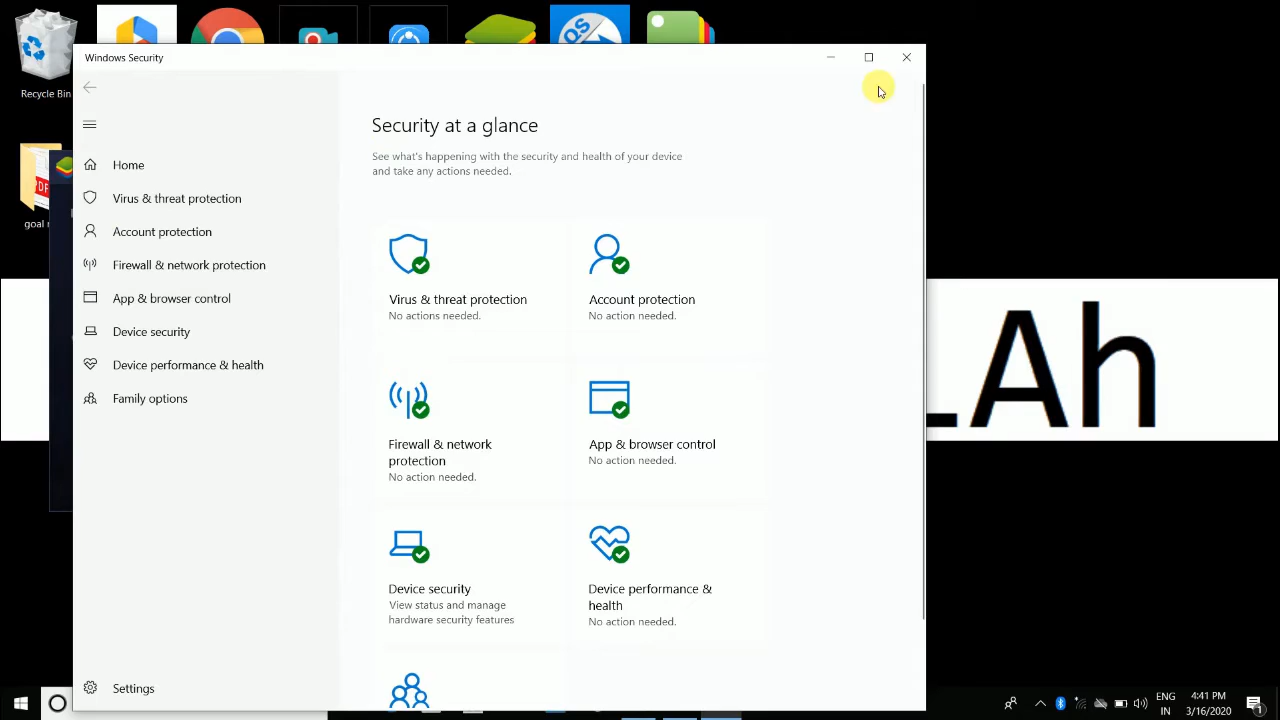 Recycle Bin
PDF
goal
Windows Security
Home
Virus & threat protection
Account protection
Firewall & network protection
App & browser control
Device security
Device performance & health
Family options
Settings
Security at a glance
See what's happening with the security and health of your device
and take any actions needed.
Virus & threat protection
No actions needed.
Account protection
No action needed.
Firewall & network
protection
No action needed.
App & browser control
No action needed.
Device security
View status and manage
hardware security features
Device performance &
health
No action needed.
Ah
ENG
IN
4:41 PM
3/16/2020
1